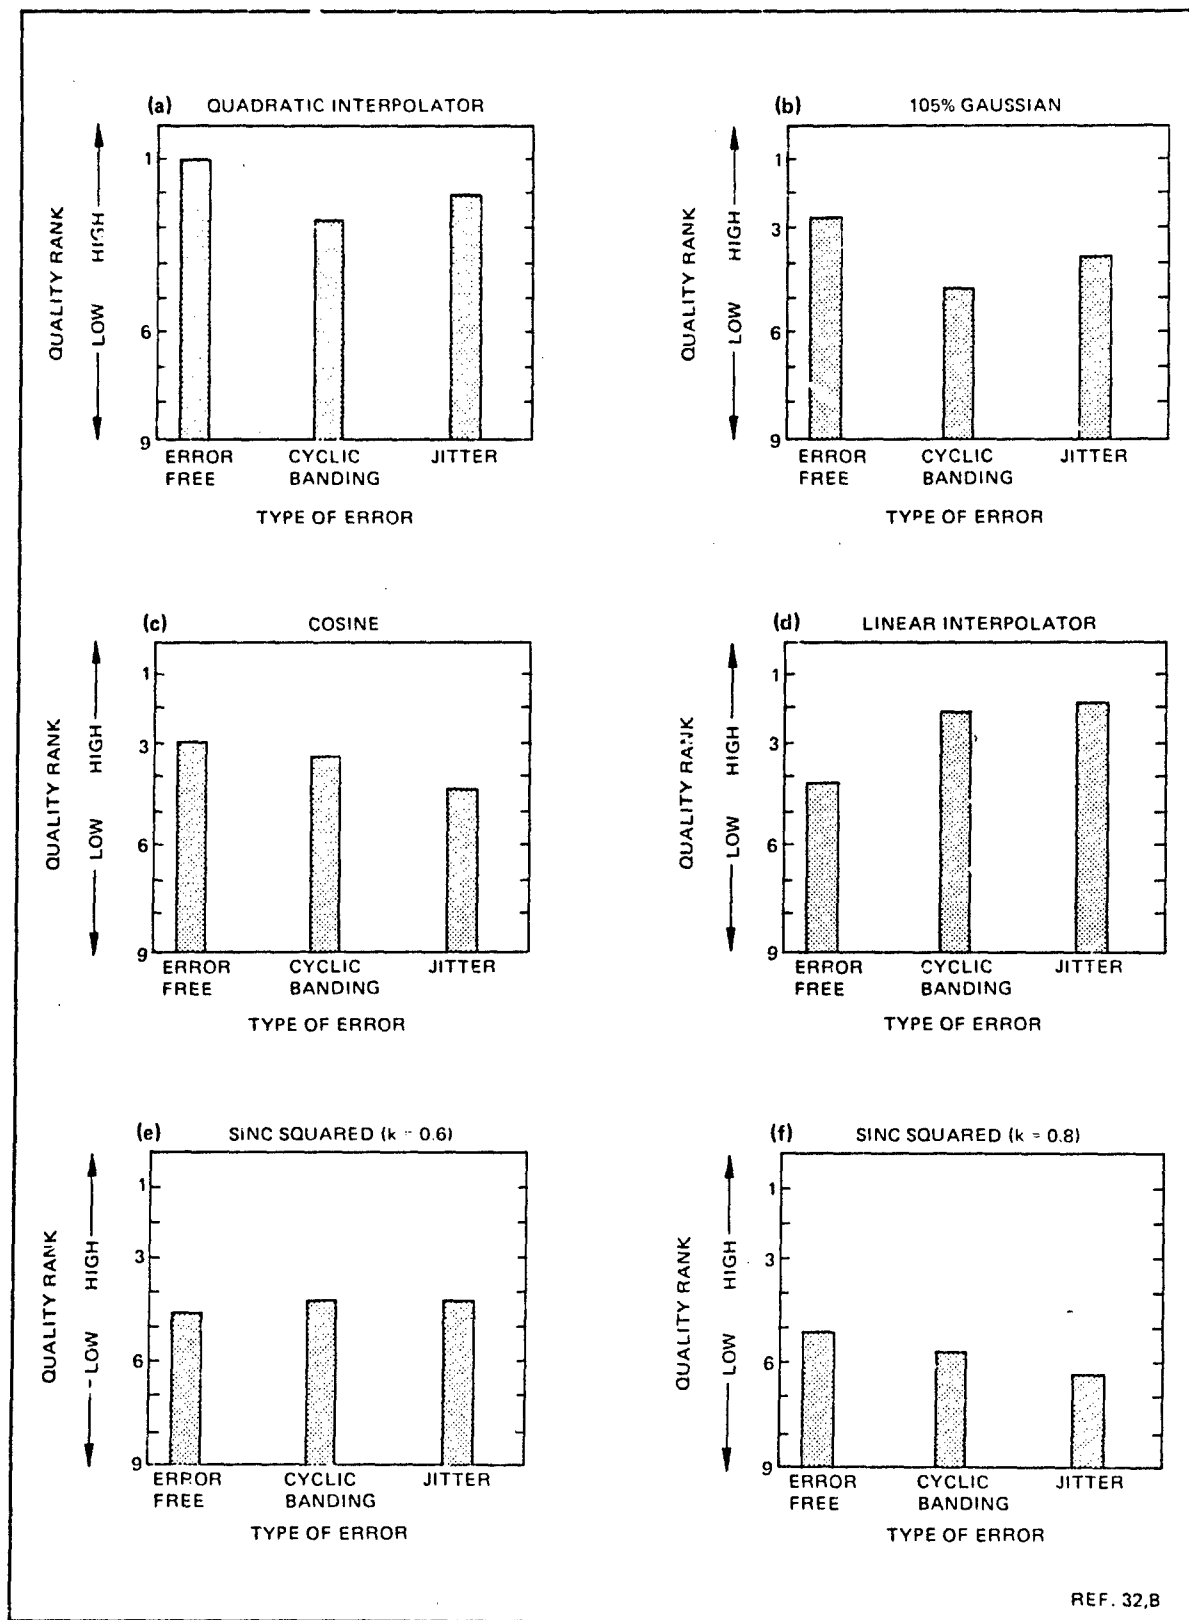 (a) QUADRATIC INTERPOLATOR
QUALITY RANK
LOW HIGH
1
6
9
ERROR FREE
CYCLIC BANDING
JITTER
TYPE OF ERROR
(b) 105% GAUSSIAN
QUALITY RANK
LOW HIGH
1
3
6
9
ERROR FREE
CYCLIC BANDING
JITTER
TYPE OF ERROR
(c) COSINE
QUALITY RANK
LOW HIGH
1
3
6
9
ERROR FREE
CYCLIC BANDING
JITTER
TYPE OF ERROR
(d) LINEAR INTERPOLATOR
QUALITY RANK
LOW HIGH
1
3
6
9
ERROR FREE
CYCLIC BANDING
JITTER
TYPE OF ERROR
(e) SINC SQUARED (k = 0.6)
QUALITY RANK
LOW HIGH
1
3
6
9
ERROR FREE
CYCLIC BANDING
JITTER
TYPE OF ERROR
(f) SINC SQUARED (k = 0.8)
QUALITY RANK
LOW HIGH
1
3
6
9
ERROR FREE
CYCLIC BANDING
JITTER
TYPE OF ERROR
REF. 32,B